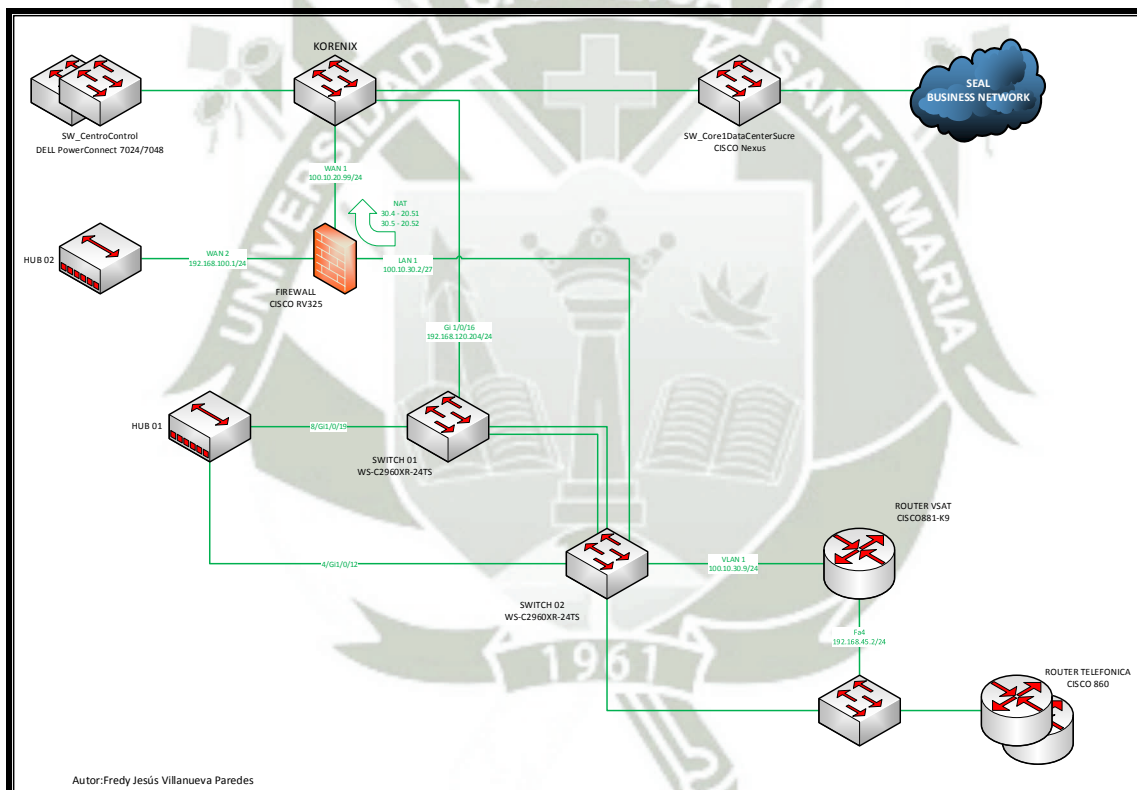 KORENIX
SW_CentroControl
DELL PowerConnect 7024/7048
SW_Core1DataCenterSucre
CISCO Nexus
SEAL
BUSINESS NETWORK
WAN 1
100.10.20.99/24
NAT
30.4 - 20.51
30.5 - 20.52
HUB 02
WAN 2
192.168.100.1/24
LAN 1
100.10.30.2/27
FIREWALL
CISCO RV325
GI 1/0/16
192.168.120.204/24
HUB 01
8/Gi1/0/19
SWITCH 01
WS-C2960XR-24TS
ROUTER VSAT
CISCO881-K9
4/Gi1/0/12
VLAN 1
100.10.30.9/24
SWITCH 02
WS-C2960XR-24TS
Fa4
192.168.45.2/24
ROUTER TELEFONICA
CISCO 860
Autor:Fredy Jesús Villanueva Paredes
UNIVERSIDAD
SANTA MARIA
1961